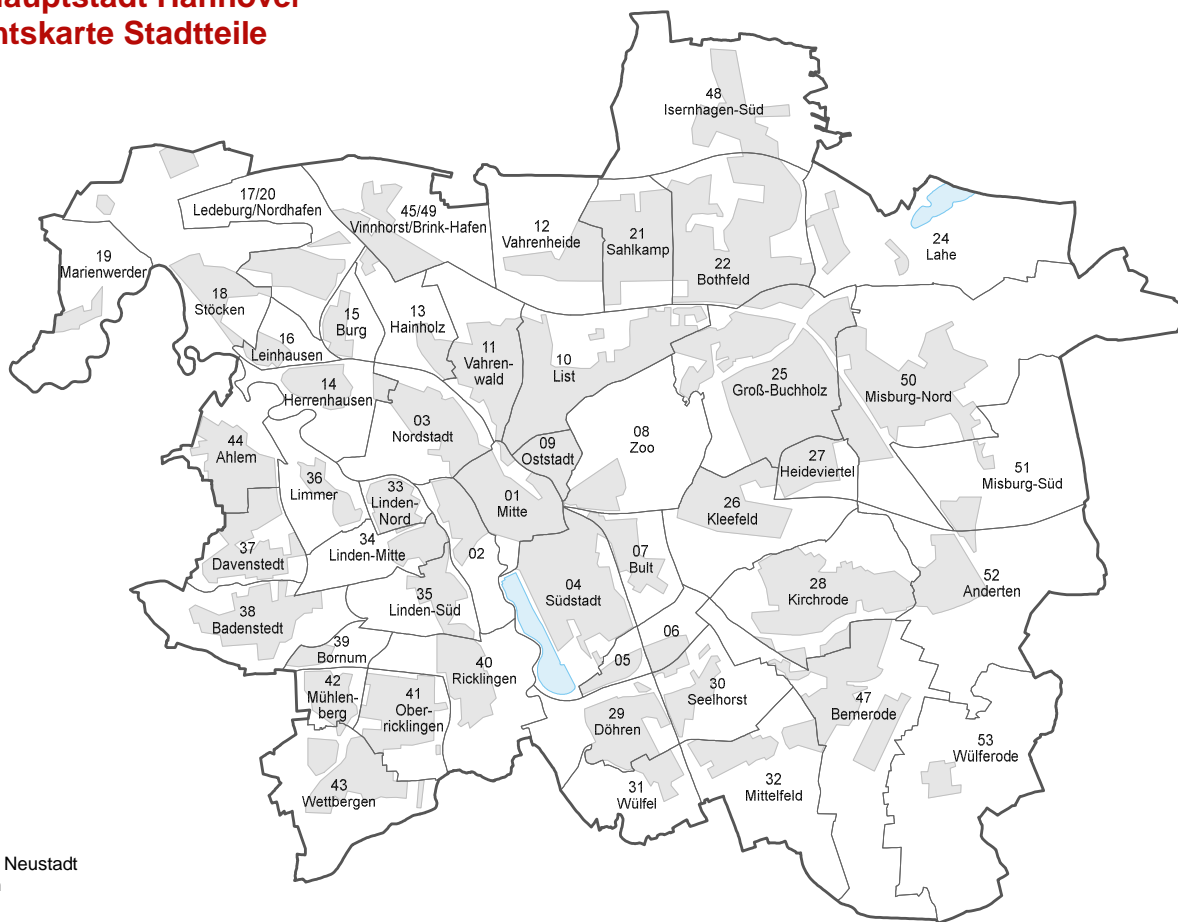 Hauptstadt Hannover
Stadtteile
48
Isernhagen-Süd
17/20
Ledeburg/Nordhafen
45/49
Vinnhorst/Brink-Hafen
12
Vahrenheide
21
Sahlkamp
22
Bothfeld
24
Lahe
19
Marienwerder
18
Stöcken
16
Leinhausen
15
Burg
13
Hainholz
14
Herrenhausen
11
Vahren-
wald
10
List
25
Groß-Buchholz
50
Misburg-Nord
03
Nordstadt
09
Oststadt
08
Zoo
27
Heideviertel
51
Misburg-Süd
44
Ahlem
36
Limmer
33
Linden-
Nord
01
Mitte
26
Kleefeld
37
Davenstedt
34
Linden-Mitte
02
07
Bult
04
Südstadt
28
Kirchrode
52
Anderten
38
Badenstedt
35
Linden-Süd
39
Bornum
40
Ricklingen
05
06
42
Mühlen-
berg
41
Ober-
ricklingen
30
Seelhorst
29
Döhren
47
Bemerode
53
Wülferode
43
Wettbergen
31
Wülfel
32
Mittelfeld
Neustadt